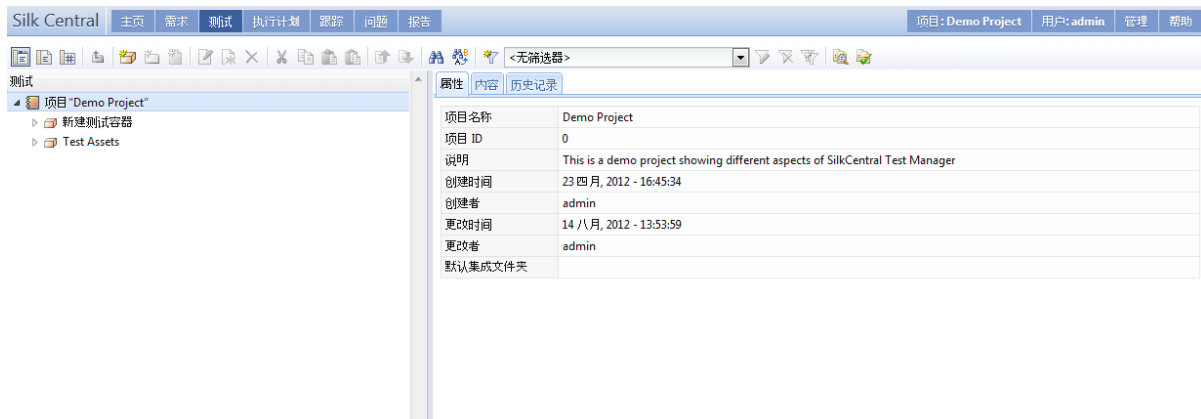 Silk Central 主页 需求 测试 执行计划 跟踪 问题 报告 项目:Demo Project 用户:admin 管理 帮助
<无筛选器>
测试
项目"Demo Project"
新建测试容器
Test Assets
属性 内容 历史记录
项目名称 Demo Project
项目 ID 0
说明 This is a demo project showing different aspects of SilkCentral Test Manager
创建时间 23 四月, 2012 - 16:45:34
创建者 admin
更改时间 14 八月, 2012 - 13:53:59
更改者 admin
默认集成文件夹